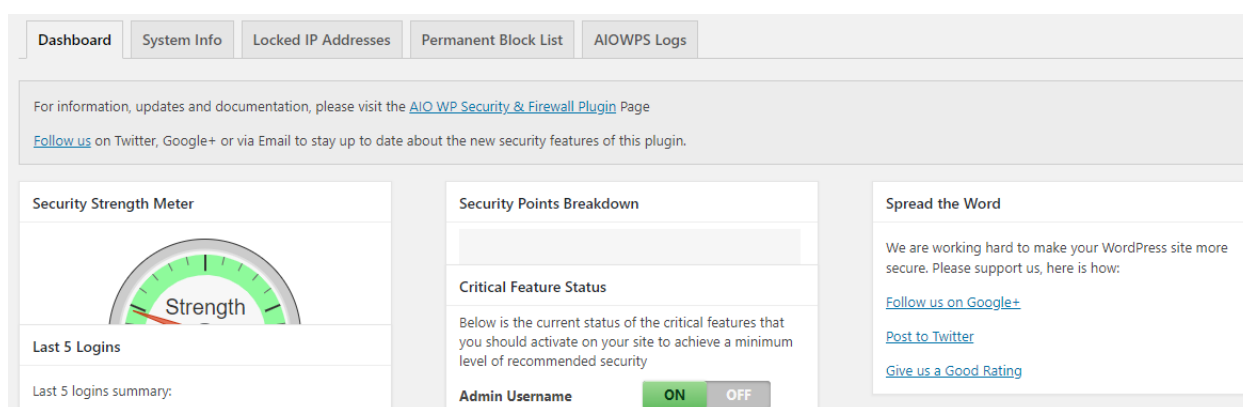 Dashboard
System Info
Locked IP Addresses
Permanent Block List
AIOWPS Logs
For information, updates and documentation, please visit the AIO WP Security & Firewall Plugin Page
Follow us on Twitter, Google+ or via Email to stay up to date about the new security features of this plugin.
Security Strength Meter
Strength
Last 5 Logins
Last 5 logins summary:
Security Points Breakdown
Critical Feature Status
Below is the current status of the critical features that
you should activate on your site to achieve a minimum
level of recommended security
Admin Username
ON
OFF
Spread the Word
We are working hard to make your WordPress site more
secure. Please support us, here is how:
Follow us on Google+
Post to Twitter
Give us a Good Rating